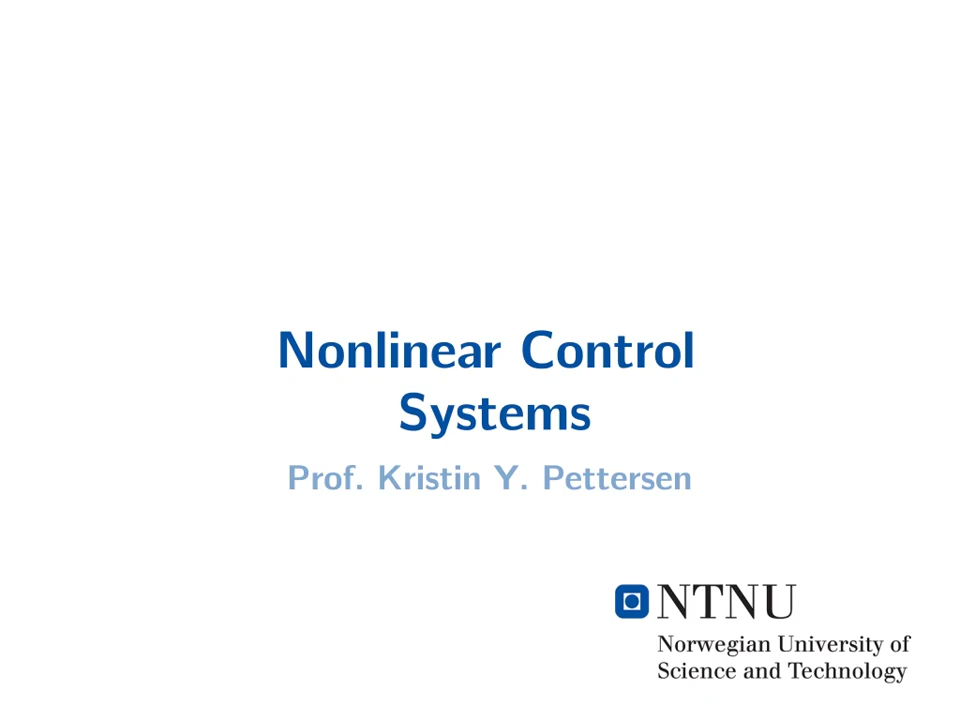 Nonlinear Control
Systems
Prof. Kristin Y. Pettersen
NTNU
Norwegian University of
Science and Technology